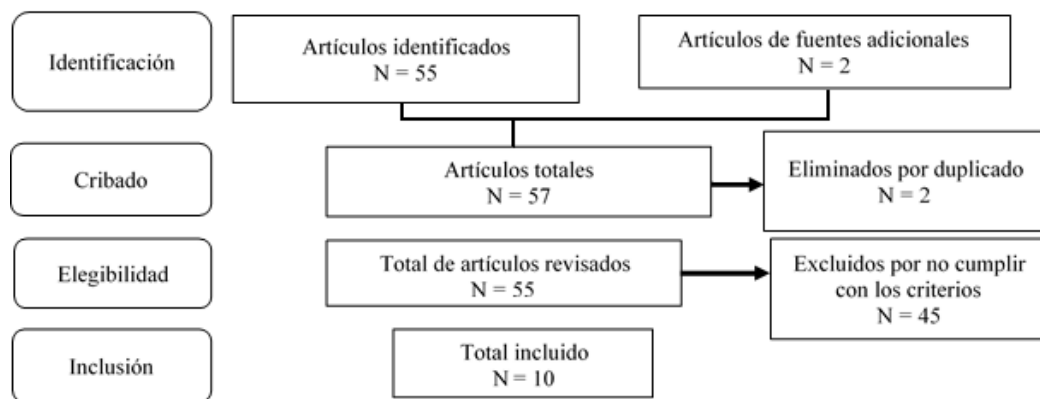 Identificación
Artículos identificados
N = 55
Artículos de fuentes adicionales
N = 2
Cribado
Artículos totales
N = 57
Eliminados por duplicado
N = 2
Elegibilidad
Total de artículos revisados
N = 55
Excluidos por no cumplir
con los criterios
N = 45
Inclusión
Total incluido
N = 10